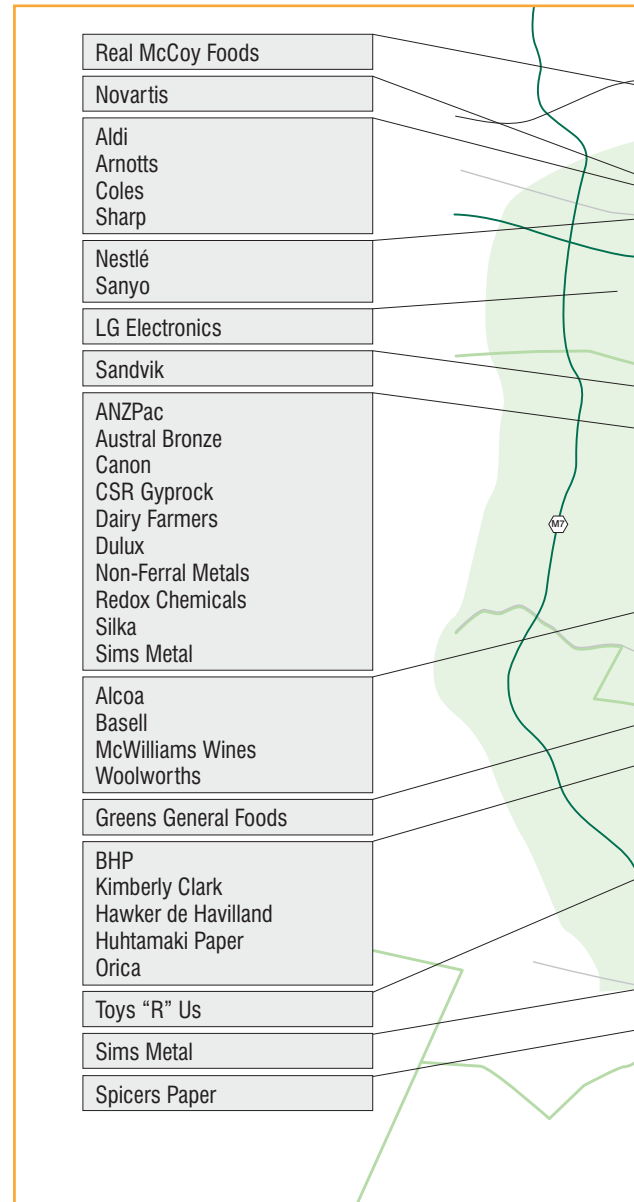 Real McCoy Foods
Novartis
Aldi
Arnotts
Coles
Sharp
Nestlé
Sanyo
LG Electronics
Sandvik
ANZPac
Austral Bronze
Canon
CSR Gyprock
Dairy Farmers
Dulux
Non-Ferral Metals
Redox Chemicals
Silka
Sims Metal
Alcoa
Basell
McWilliams Wines
Woolworths
Greens General Foods
BHP
Kimberly Clark
Hawker de Havilland
Huhtamaki Paper
Orica
Toys “R” Us
Sims Metal
Spicers Paper
M7